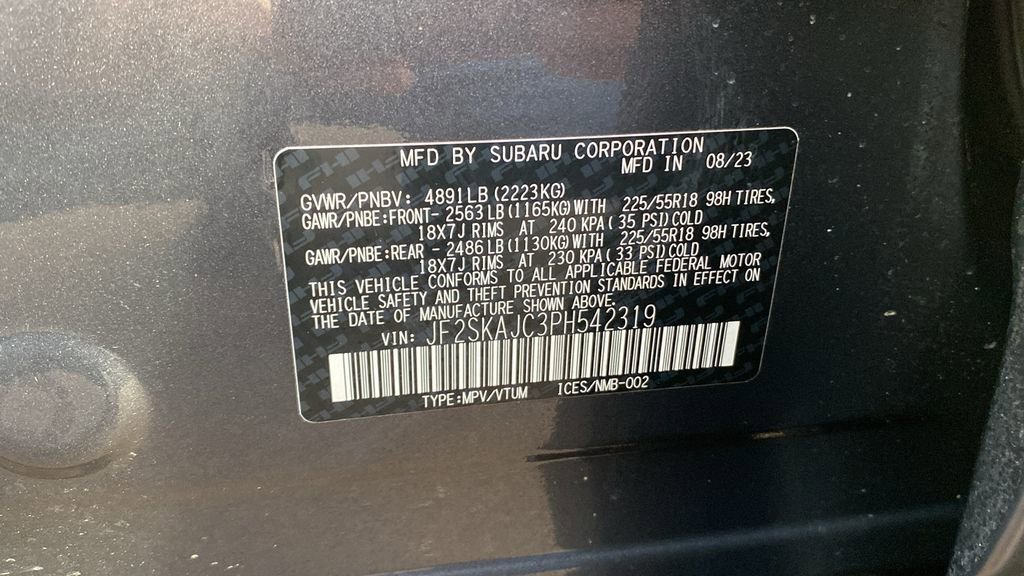 MFD BY SUBARU CORPORATION
MFD IN 08/23
GVWR/PNBV: 4891LB(2223KG)
GAWR/PNBE:FRONT- 2563LB(1165KG)WITH 225/55R18 98H TIRES,
18X7J RIMS AT 240 KPA( 35 PSI)COLD
GAWR/PNBE:REAR - 2486LB(1130KG)WITH 225/55R18 98H TIRES,
18X7J RIMS AT 230 KPA( 33 PSI)COLD
THIS VEHICLE CONFORMS TO ALL APPLICABLE FEDERAL MOTOR
VEHICLE SAFETY AND THEFT PREVENTION STANDARDS IN EFFECT ON
THE DATE OF MANUFACTURE SHOWN ABOVE.
VIN: JF2SKAJC3PH542319
TYPE:MPV/VTUM ICES/NMB-002